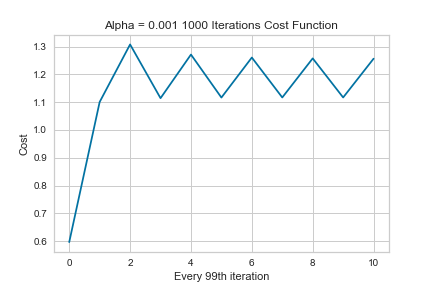 Alpha = 0.001 1000 Iterations Cost Function
1.3
1.2
1.1
1.0
0.9
0.8
0.7
0.6
Cost
0 2 4 6 8 10
Every 99th iteration